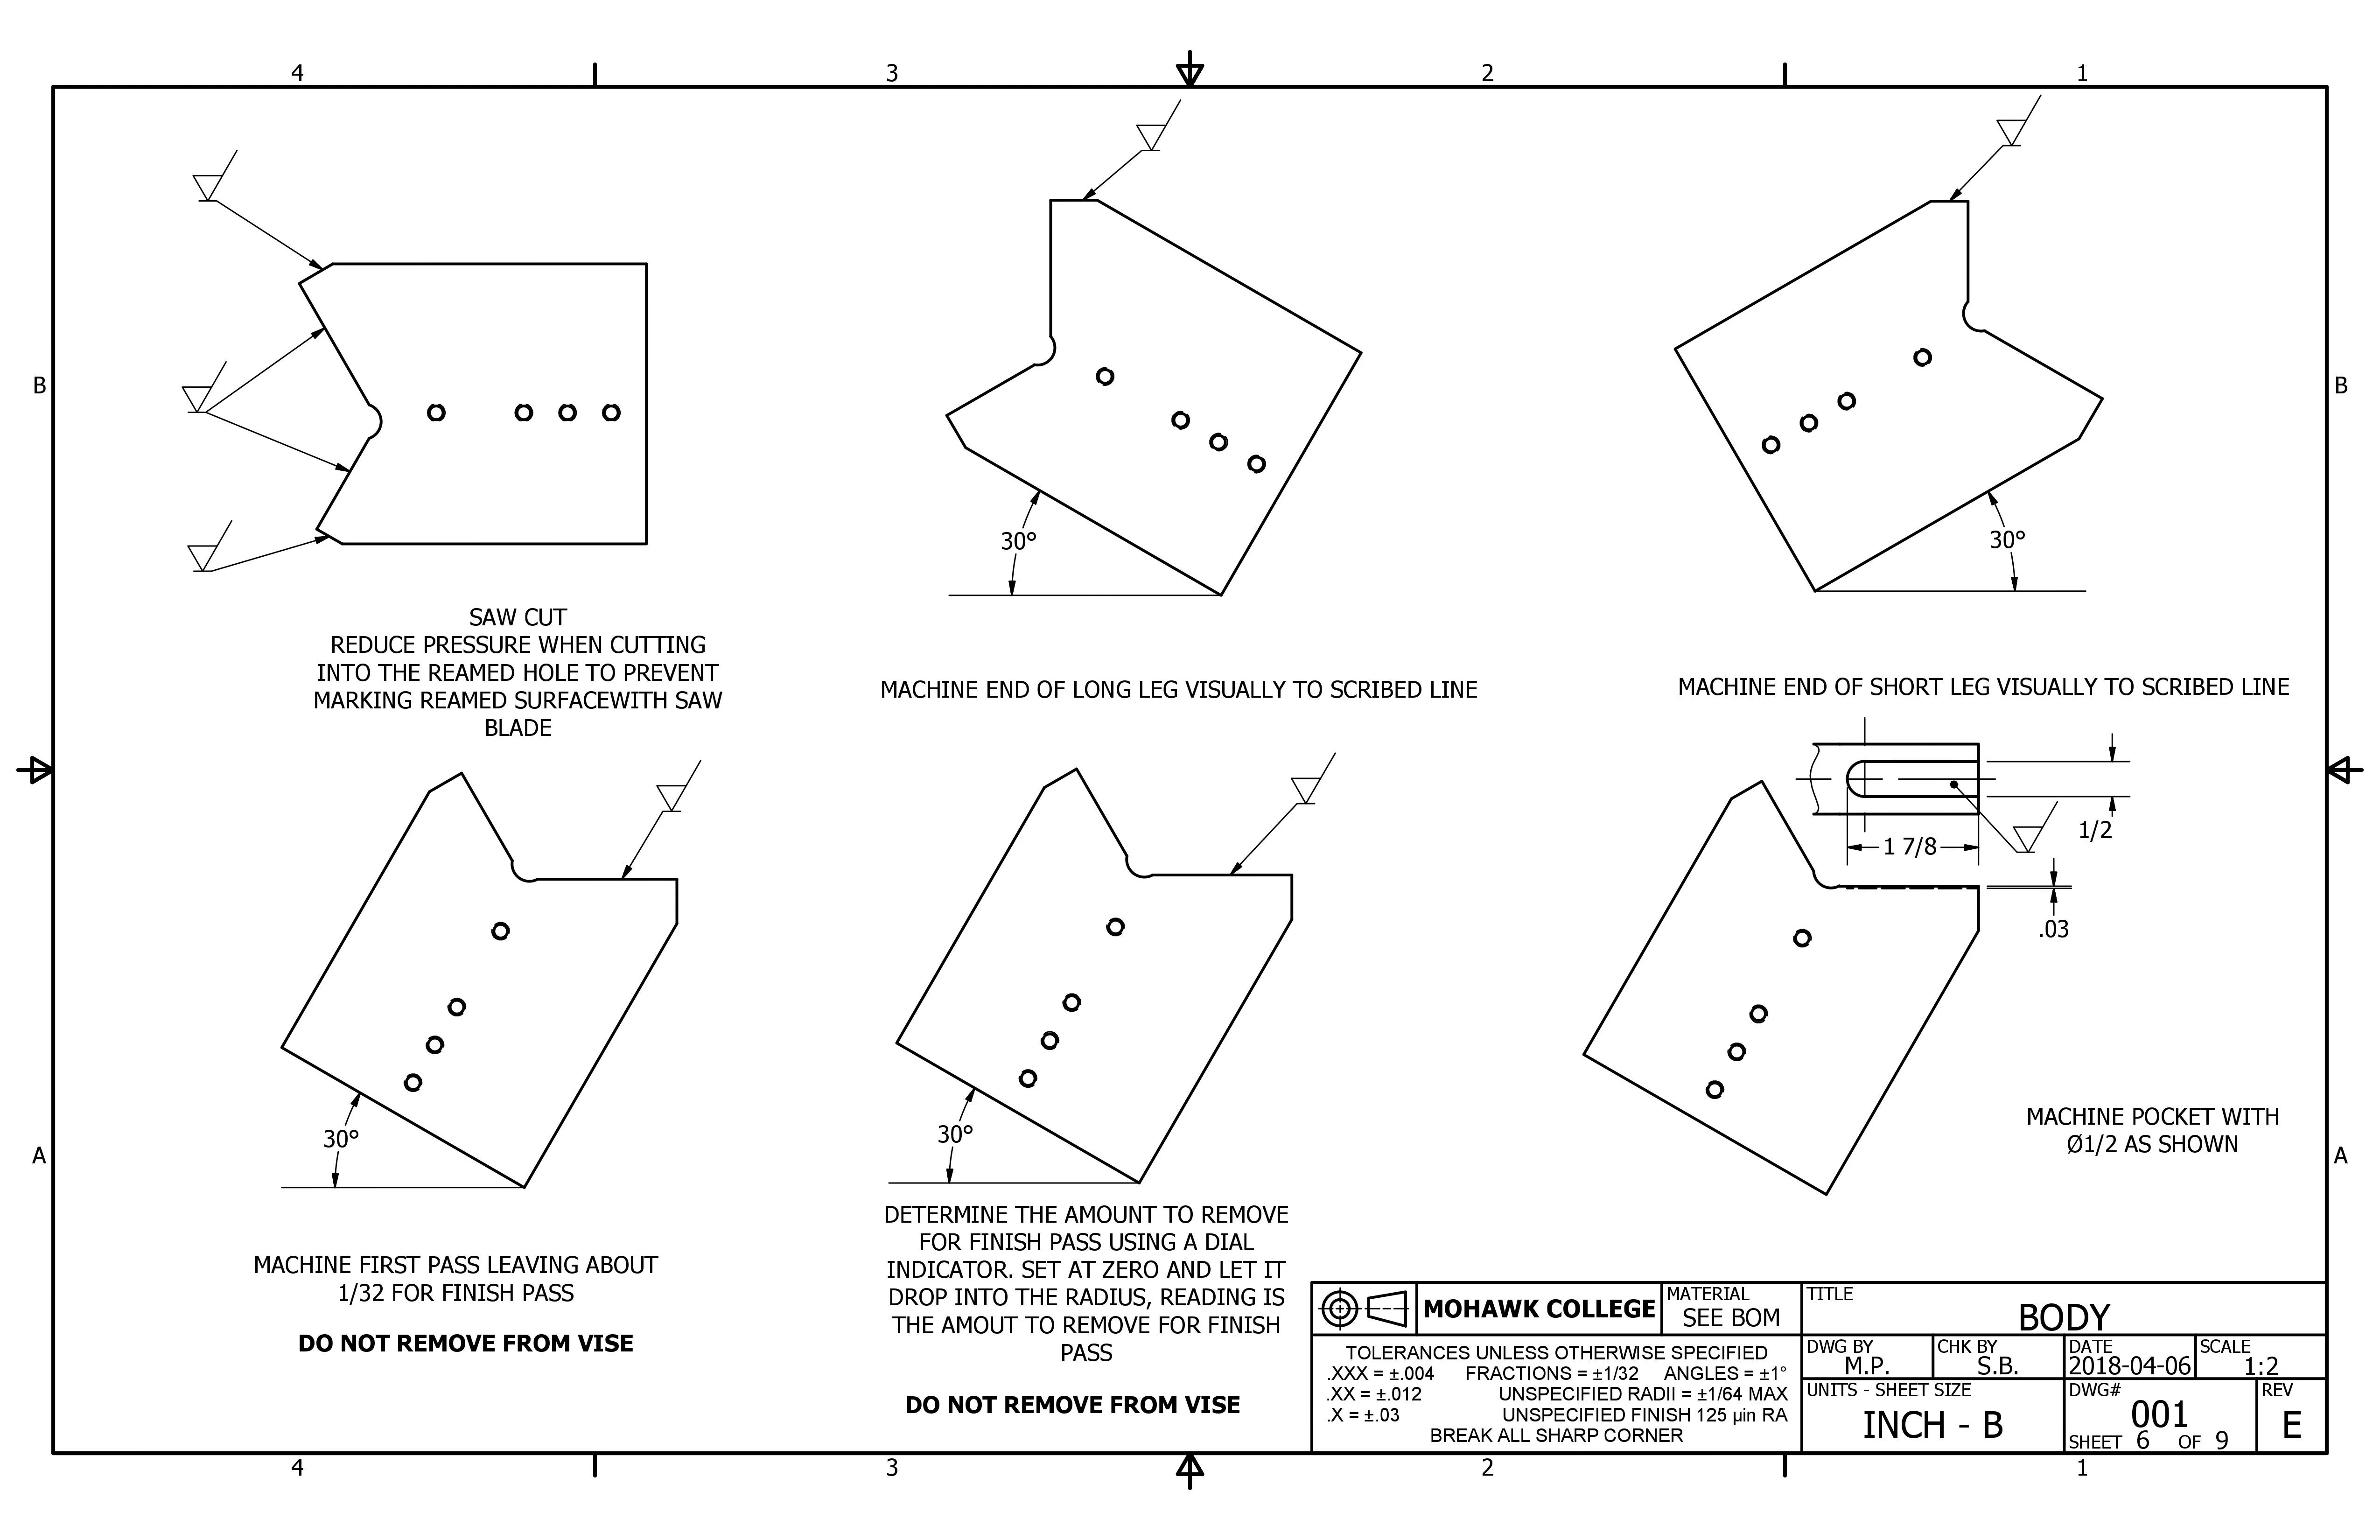 4 3 2 1
B B
30°
30°
SAW CUT
REDUCE PRESSURE WHEN CUTTING
INTO THE REAMED HOLE TO PREVENT
MARKING REAMED SURFACEWITH SAW
BLADE
MACHINE END OF LONG LEG VISUALLY TO SCRIBED LINE
MACHINE END OF SHORT LEG VISUALLY TO SCRIBED LINE
1 7/8
1/2
.03
30°
30°
A A
MACHINE FIRST PASS LEAVING ABOUT
1/32 FOR FINISH PASS
DO NOT REMOVE FROM VISE
DETERMINE THE AMOUNT TO REMOVE
FOR FINISH PASS USING A DIAL
INDICATOR. SET AT ZERO AND LET IT
DROP INTO THE RADIUS, READING IS
THE AMOUT TO REMOVE FOR FINISH
PASS
DO NOT REMOVE FROM VISE
MACHINE POCKET WITH
Ø1/2 AS SHOWN
MOHAWK COLLEGE
MATERIAL
SEE BOM
TITLE
BODY
TOLERANCES UNLESS OTHERWISE SPECIFIED
.XXX = ±.004 FRACTIONS = ±1/32 ANGLES = ±1°
.XX = ±.012 UNSPECIFIED RADII = ±1/64 MAX
.X = ±.03 UNSPECIFIED FINISH 125 µin RA
BREAK ALL SHARP CORNER
DWG BY
M.P.
CHK BY
S.B.
DATE
2018-04-06
SCALE
1:2
UNITS - SHEET SIZE
INCH - B
DWG#
001
SHEET 6 OF 9
REV
E
4 3 2 1